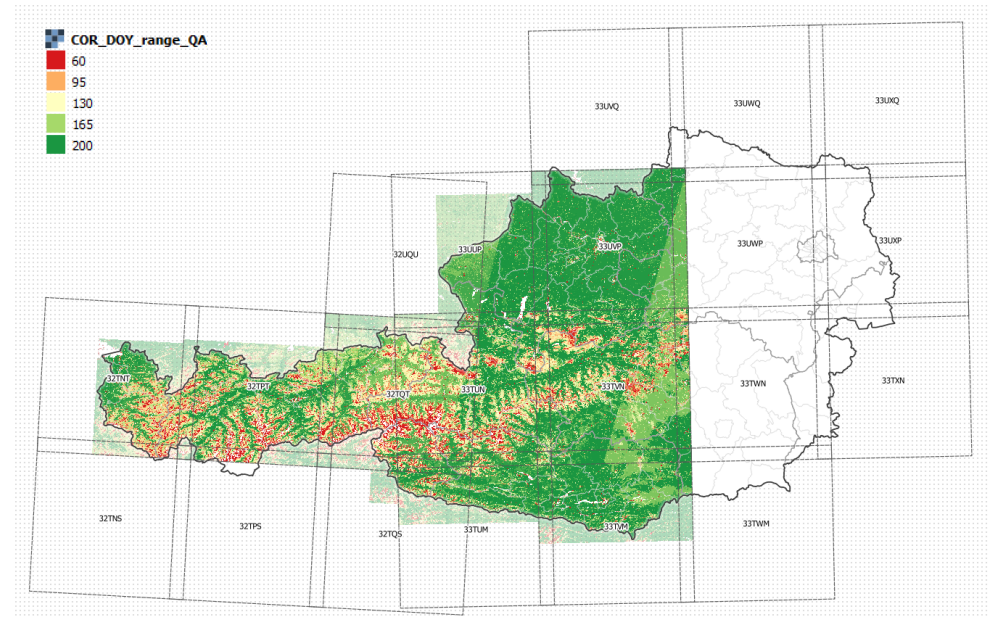 COR_DOY_range_QA
60
95
130
165
200
33UVQ
33UWQ
33UXQ
32UQU
33UUP
33UVP
33UWP
33UXP
32TNT
32TPT
32TQT
33TUN
33TVN
33TWN
33TXN
32TNS
32TPS
32TQS
33TUM
33TVM
33TWM